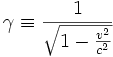 γ ≡ 1 / √(1 − v²/c²)